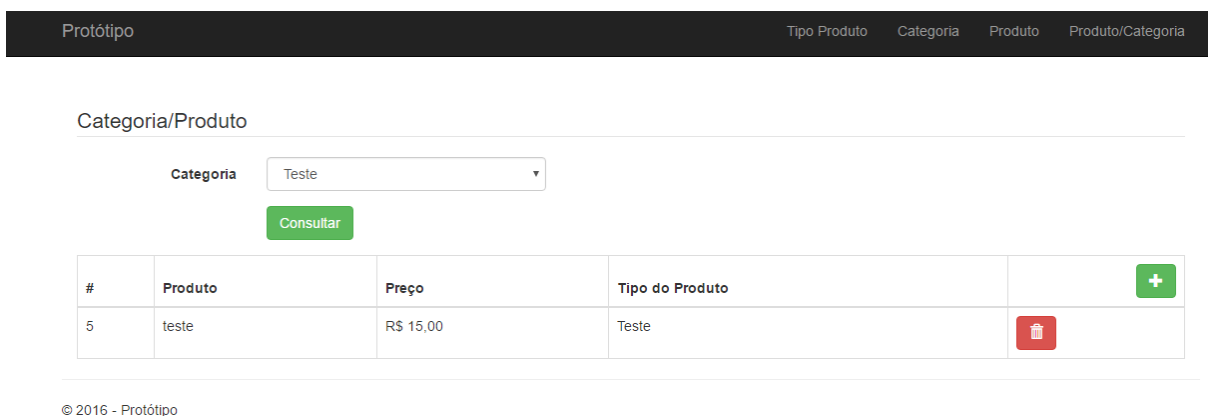 Protótipo Tipo Produto Categoria Produto Produto/Categoria
Categoria/Produto
Categoria Teste
Consultar
# Produto Preço Tipo do Produto
5 teste R$ 15,00 Teste
© 2016 - Protótipo